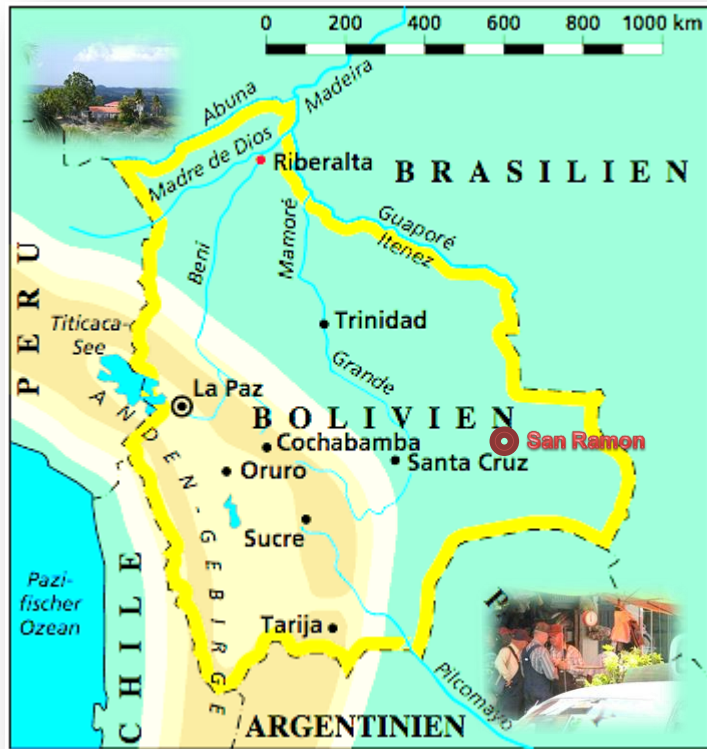 0 200 400 600 800 1000 km
Madeira
Abuna
Madre de Dios
Riberalta
BRASILIEN
Guaporé
Itenez
Mamoré
Beni
PERU
Trinidad
Titicaca-
See
Grande
La Paz
BOLIVIEN
San Ramon
Cochabamba
Santa Cruz
Oruro
ANDEN-GEBIRGE
Sucre
Pazi-
fischer
Ozean
CHILE
P
Tarija
Pilcomayo
ARGENTINIEN